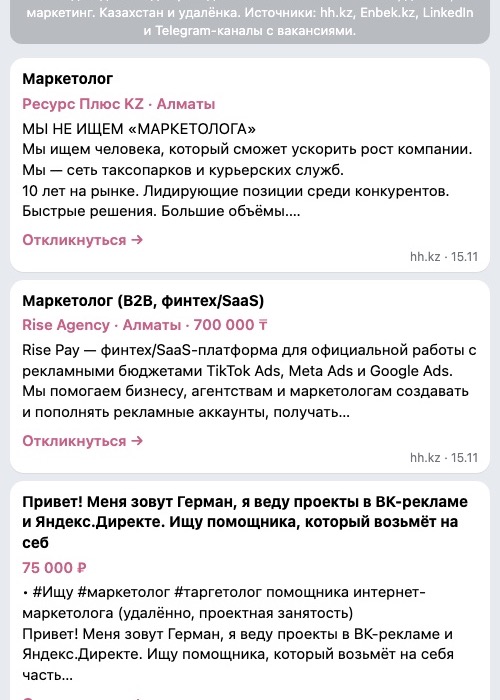 маркетинг. Казахстан и удалёнка. Источники: hh.kz, Enbek.kz, LinkedIn
и Telegram-каналы с вакансиями.
Маркетолог
Ресурс Плюс KZ · Алматы
МЫ НЕ ИЩЕМ «МАРКЕТОЛОГА»
Мы ищем человека, который сможет ускорить рост компании.
Мы — сеть таксопарков и курьерских служб.
10 лет на рынке. Лидирующие позиции среди конкурентов.
Быстрые решения. Большие объёмы....
Откликнуться →
hh.kz · 15.11
Маркетолог (B2B, финтех/SaaS)
Rise Agency · Алматы · 700 000 ₸
Rise Pay — финтех/SaaS-платформа для официальной работы с
рекламными бюджетами TikTok Ads, Meta Ads и Google Ads.
Мы помогаем бизнесу, агентствам и маркетологам создавать
и пополнять рекламные аккаунты, получать...
Откликнуться →
hh.kz · 15.11
Привет! Меня зовут Герман, я веду проекты в ВК-рекламе
и Яндекс.Директе. Ищу помощника, который возьмёт на
себ
75 000 ₽
• #Ищу #маркетолог #таргетолог помощника интернет-
маркетолога (удалённо, проектная занятость)
Привет! Меня зовут Герман, я веду проекты в ВК-рекламе и
Яндекс.Директе. Ищу помощника, который возьмёт на себя
часть...